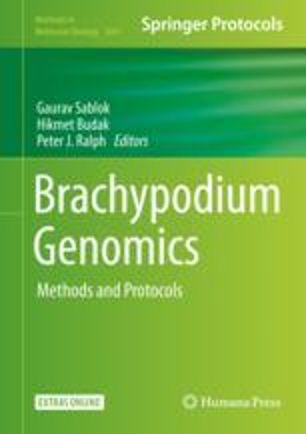 Methods in
Molecular Biology
Springer Protocols
Gaurav Sablok
Hikmet Budak
Peter J. Ralph Editors
Brachypodium
Genomics
Methods and Protocols
EXTRAS ONLINE
Humana Press